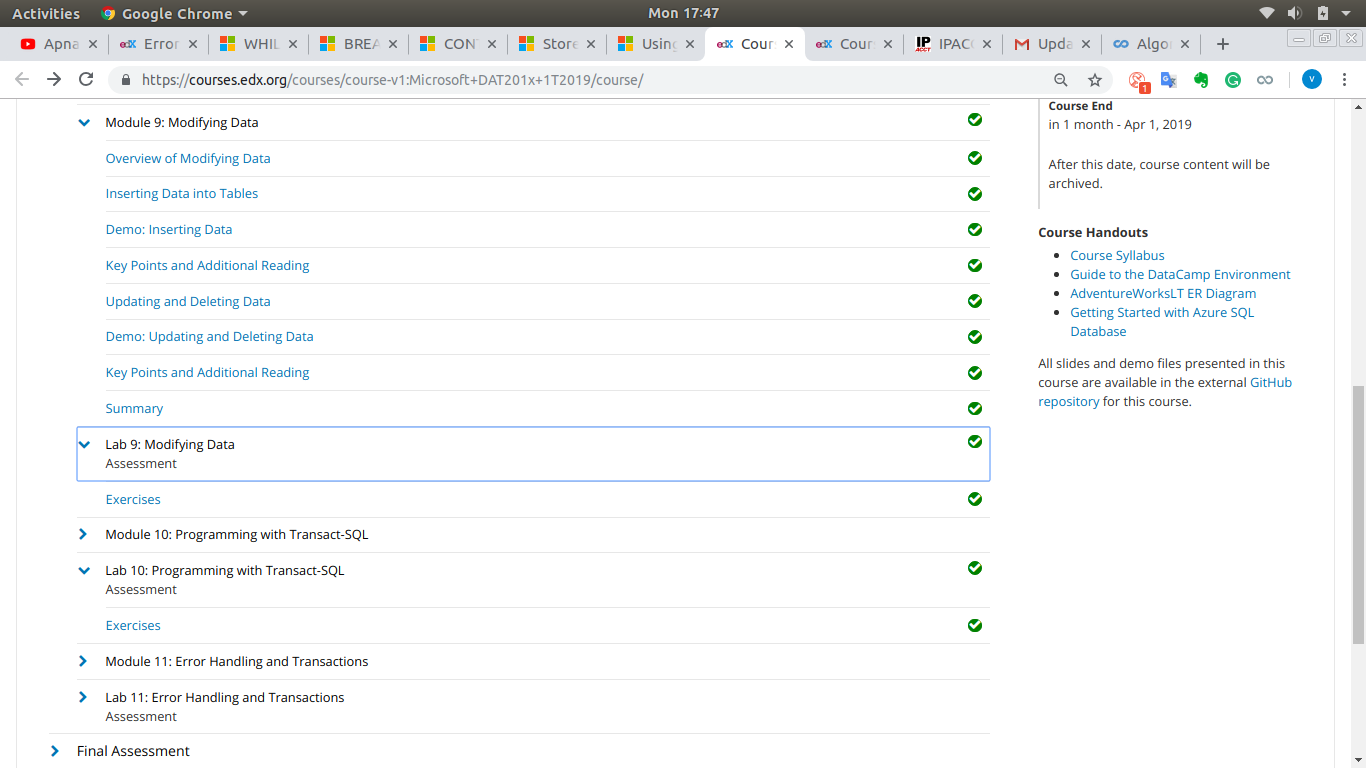 Activities Google Chrome Mon 17:47
Apna Error WHIL BREA CON Store Using Cour Cour IPAC Upda Algo
https://courses.edx.org/courses/course-v1:Microsoft+DAT201x+1T2019/course/ 1 V
Module 9: Modifying Data
Overview of Modifying Data
Inserting Data into Tables
Demo: Inserting Data
Key Points and Additional Reading
Updating and Deleting Data
Demo: Updating and Deleting Data
Key Points and Additional Reading
Summary
Lab 9: Modifying Data
Assessment
Exercises
Module 10: Programming with Transact-SQL
Lab 10: Programming with Transact-SQL
Assessment
Exercises
Module 11: Error Handling and Transactions
Lab 11: Error Handling and Transactions
Assessment
Final Assessment
Course End
in 1 month - Apr 1, 2019
After this date, course content will be
archived.
Course Handouts
Course Syllabus
Guide to the DataCamp Environment
AdventureWorksLT ER Diagram
Getting Started with Azure SQL
Database
All slides and demo files presented in this
course are available in the external GitHub
repository for this course.